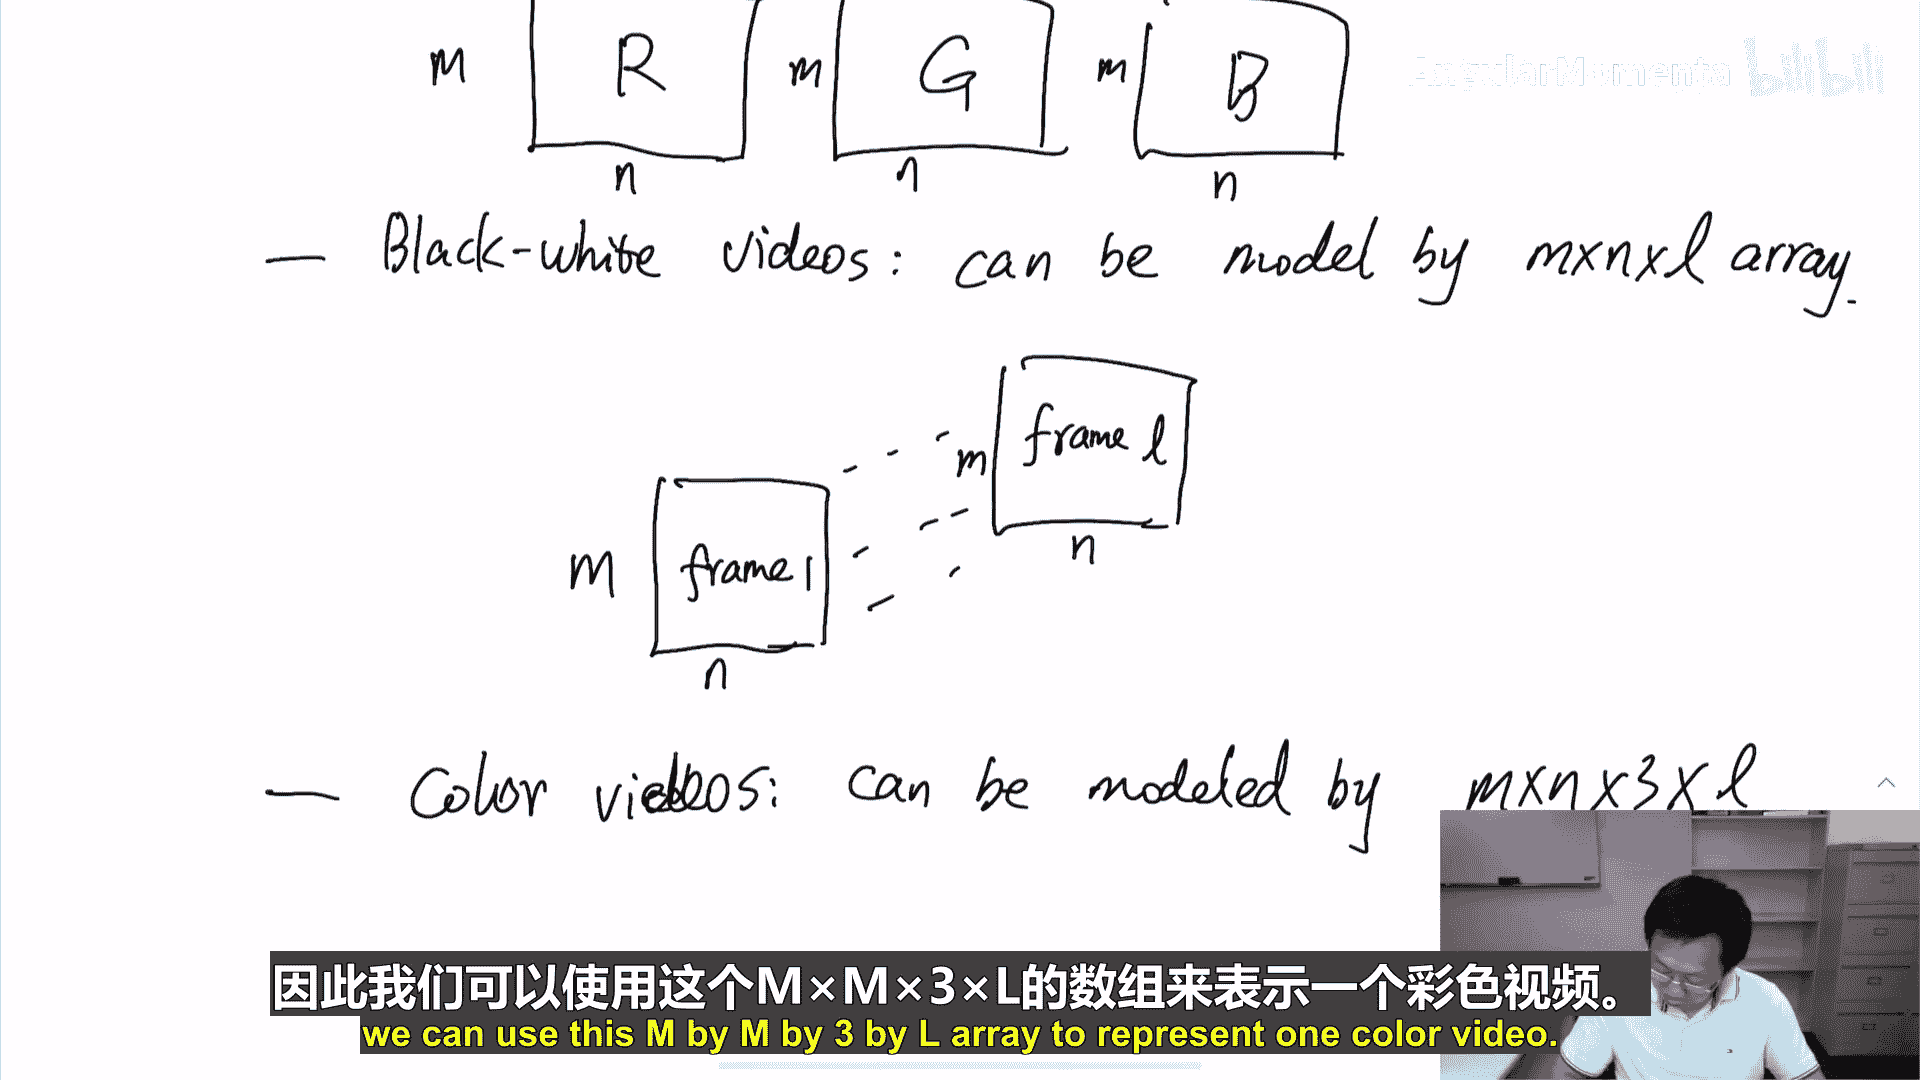 m R m G m B
n n n
AngularMomenta bilibili
— Black-white videos: can be model by m×n×l array.
m frame l
n
m frame 1
n
— Color videos: can be modeled by m×n×3×l
因此我们可以使用这个M×M×3×L的数组来表示一个彩色视频。
we can use this M by M by 3 by L array to represent one color video.